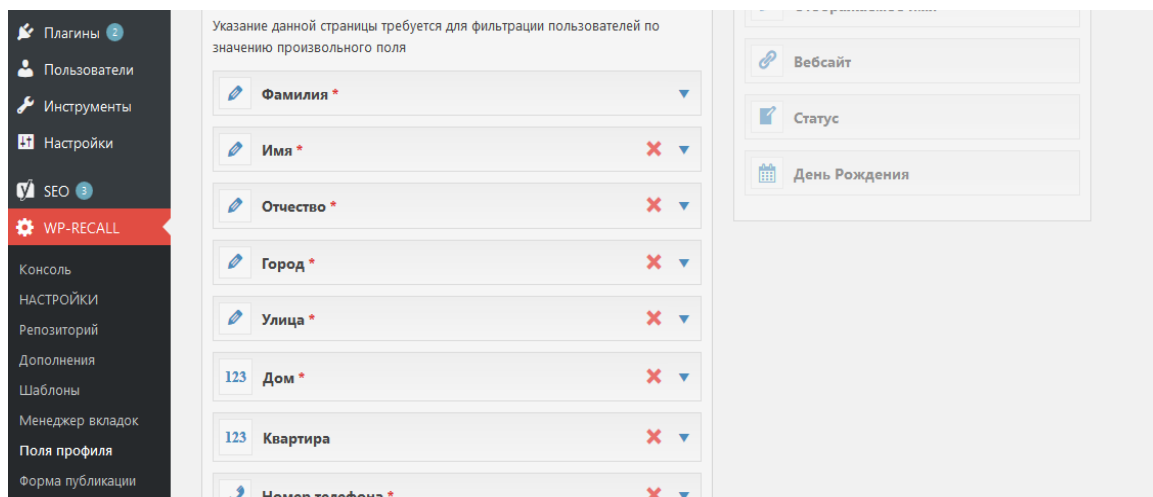 Плагины 2
Пользователи
Инструменты
Настройки
SEO 3
WP-RECALL
Консоль
НАСТРОЙКИ
Репозиторий
Дополнения
Шаблоны
Менеджер вкладок
Поля профиля
Форма публикации
Указание данной страницы требуется для фильтрации пользователей по
значению произвольного поля
Фамилия *
Имя *
Отчество *
Город *
Улица *
123 Дом *
123 Квартира
Номер телефона *
Вебсайт
Статус
День Рождения